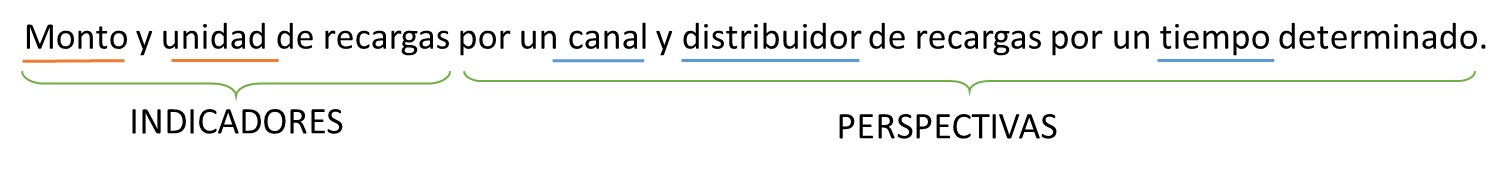 Monto y unidad de recargas por un canal y distribuidor de recargas por un tiempo determinado.
INDICADORES
PERSPECTIVAS